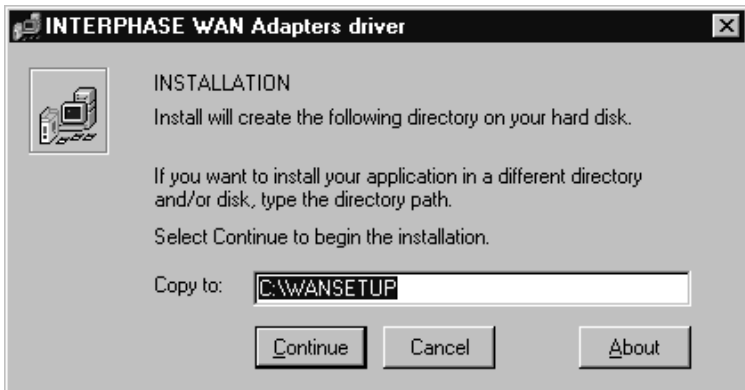 INTERPHASE WAN Adapters driver
INSTALLATION
Install will create the following directory on your hard disk.
If you want to install your application in a different directory
and/or disk, type the directory path.
Select Continue to begin the installation.
Copy to: C:\WANSETUP
Continue Cancel About